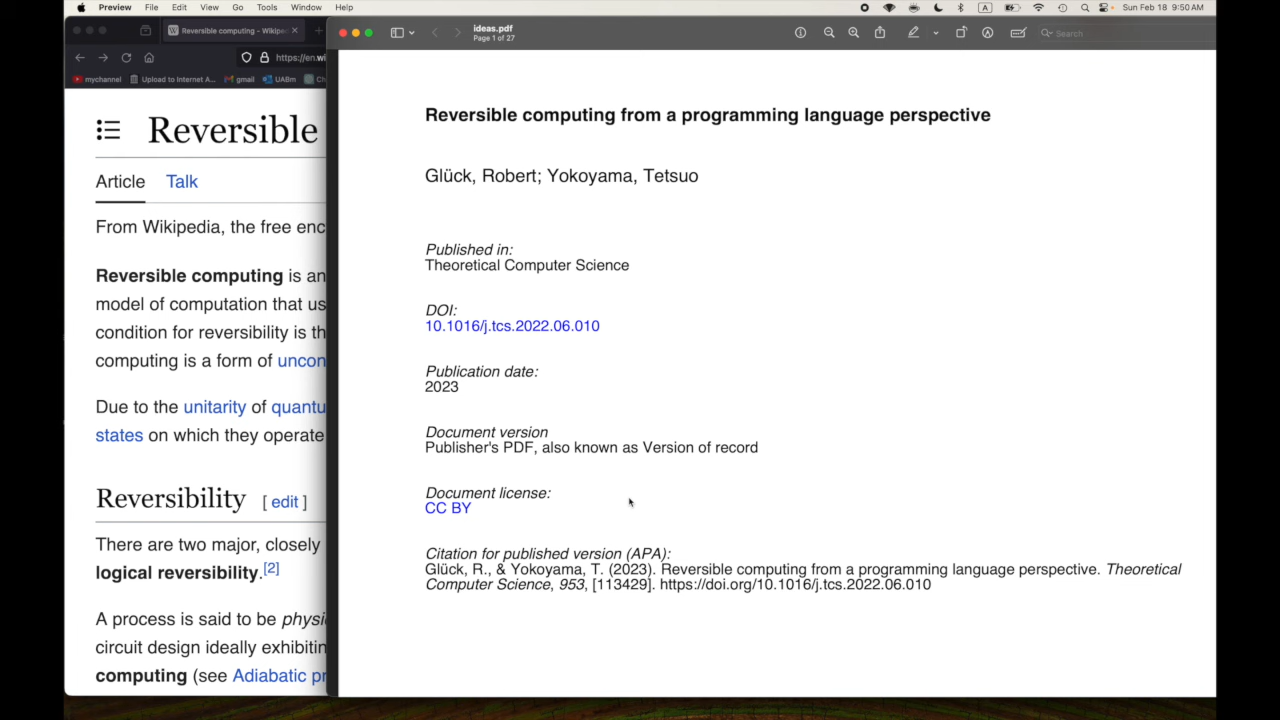 Preview File Edit View Go Tools Window Help
A
Sun Feb 18 9:50 AM
Reversible computing - Wikipe
https://en.wi
mychannel Upload to Internet A... gmail UABm Ch
Reversible
Article Talk
From Wikipedia, the free enc
Reversible computing is an
model of computation that us
condition for reversibility is th
computing is a form of uncon
Due to the unitarity of quantu
states on which they operate
Reversibility [ edit ]
There are two major, closely
logical reversibility.[2]
A process is said to be physi
circuit design ideally exhibitin
computing (see Adiabatic pr
ideas.pdf
Page 1 of 27
Search
Reversible computing from a programming language perspective
Glück, Robert; Yokoyama, Tetsuo
Published in:
Theoretical Computer Science
DOI:
10.1016/j.tcs.2022.06.010
Publication date:
2023
Document version
Publisher's PDF, also known as Version of record
Document license:
CC BY
Citation for published version (APA):
Glück, R., & Yokoyama, T. (2023). Reversible computing from a programming language perspective. Theoretical
Computer Science, 953, [113429]. https://doi.org/10.1016/j.tcs.2022.06.010